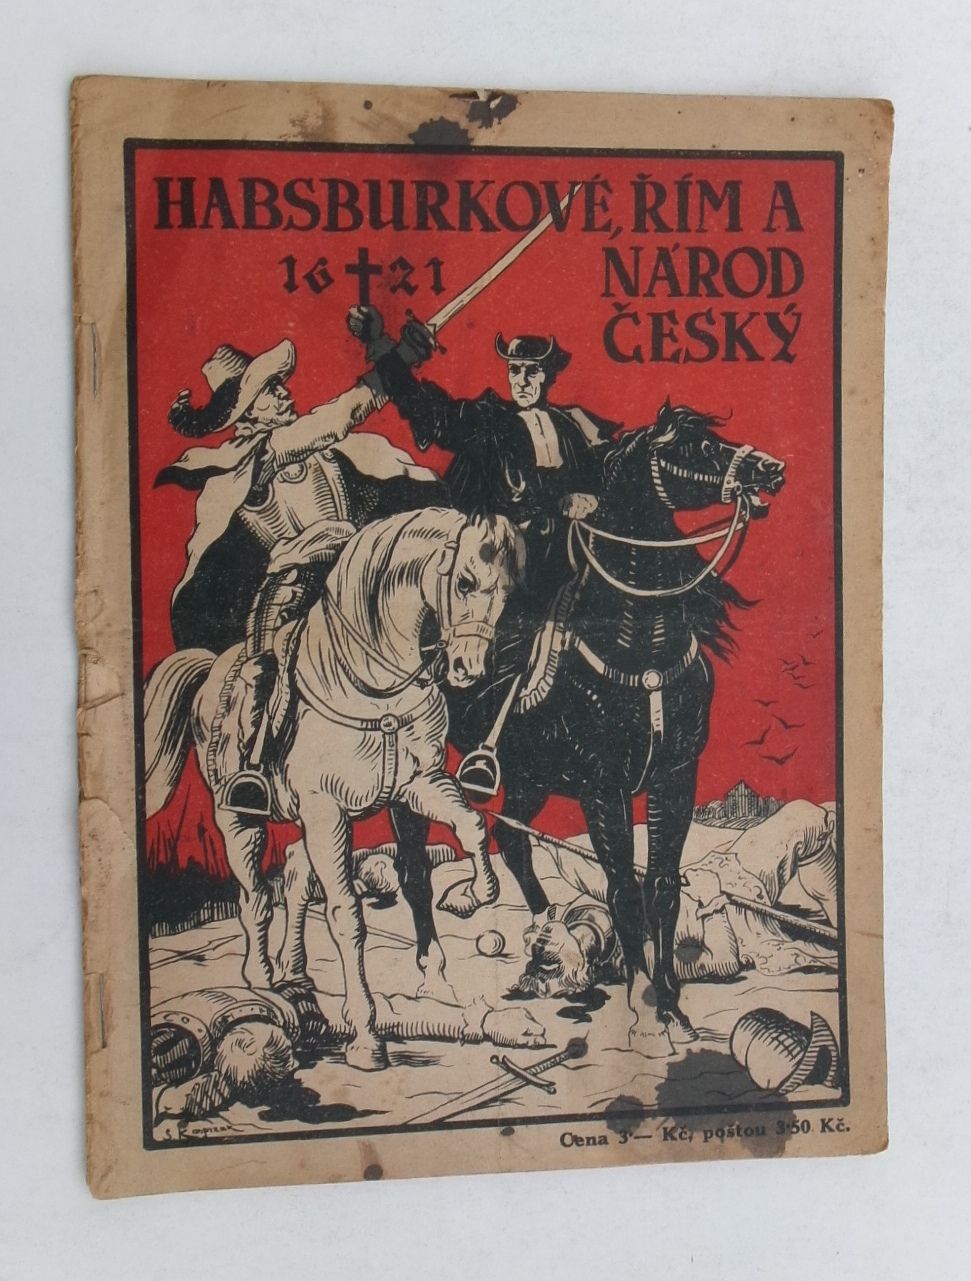 HABSBURKOVÉ, ŘÍM A
16 21 NÁROD
ČESKÝ
Cena 3·— Kč, poštou 3·50 Kč.